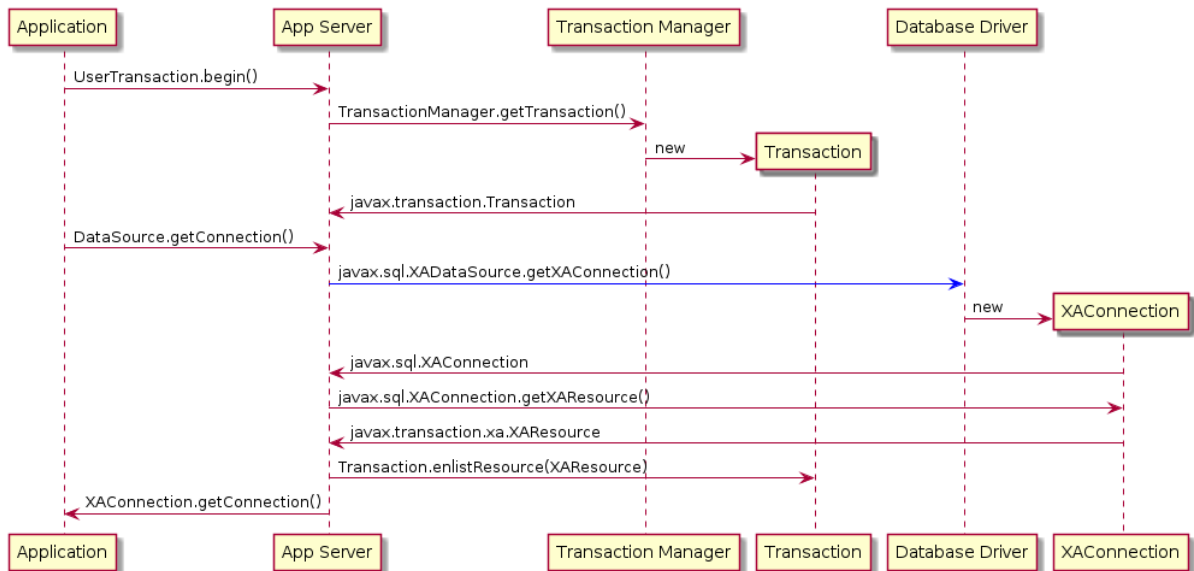 Application App Server Transaction Manager Database Driver
UserTransaction.begin()
TransactionManager.getTransaction()
new
Transaction
javax.transaction.Transaction
DataSource.getConnection()
javax.sql.XADataSource.getXAConnection()
new
XAConnection
javax.sql.XAConnection
javax.sql.XAConnection.getXAResource()
javax.transaction.xa.XAResource
Transaction.enlistResource(XAResource)
XAConnection.getConnection()
Application App Server Transaction Manager Transaction Database Driver XAConnection